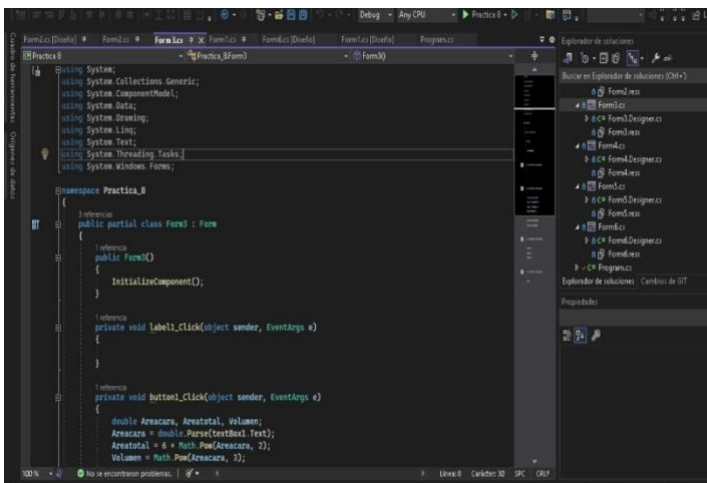 Debug
Any CPU
Practica 8
Form2.cs [Diseño]
Form2.cs
Form3.cs
Form1.cs
Form6.cs [Diseño]
Form1.cs [Diseño]
Program.cs
Explorador de soluciones
Practica 8
Practica_8.Form3
Form3()
Buscar en Explorador de soluciones (Ctrl+')
Cuadro de herramientas
Orígenes de datos
using System;
using System.Collections.Generic;
using System.ComponentModel;
using System.Data;
using System.Drawing;
using System.Linq;
using System.Text;
using System.Threading.Tasks;
using System.Windows.Forms;
namespace Practica_8
{
3 referencias
public partial class Form3 : Form
{
1 referencia
public Form3()
{
InitializeComponent();
}
1 referencia
private void label1_Click(object sender, EventArgs e)
{
}
1 referencia
private void button1_Click(object sender, EventArgs e)
{
double Areacara, Areatotal, Volumen;
Areacara = double.Parse(textBox1.Text);
Areatotal = 6 * Math.Pow(Areacara, 2);
Volumen = Math.Pow(Areacara, 3);
Form2.resx
Form3.cs
C# Form3.Designer.cs
Form3.resx
Form4.cs
C# Form4.Designer.cs
Form4.resx
Form5.cs
C# Form5.Designer.cs
Form5.resx
Form6.cs
C# Form6.Designer.cs
Form6.resx
C# Program.cs
Explorador de soluciones
Cambios de GIT
Propiedades
100 %
No se encontraron problemas.
Línea: 8
Carácter: 30
SPC
CRLF